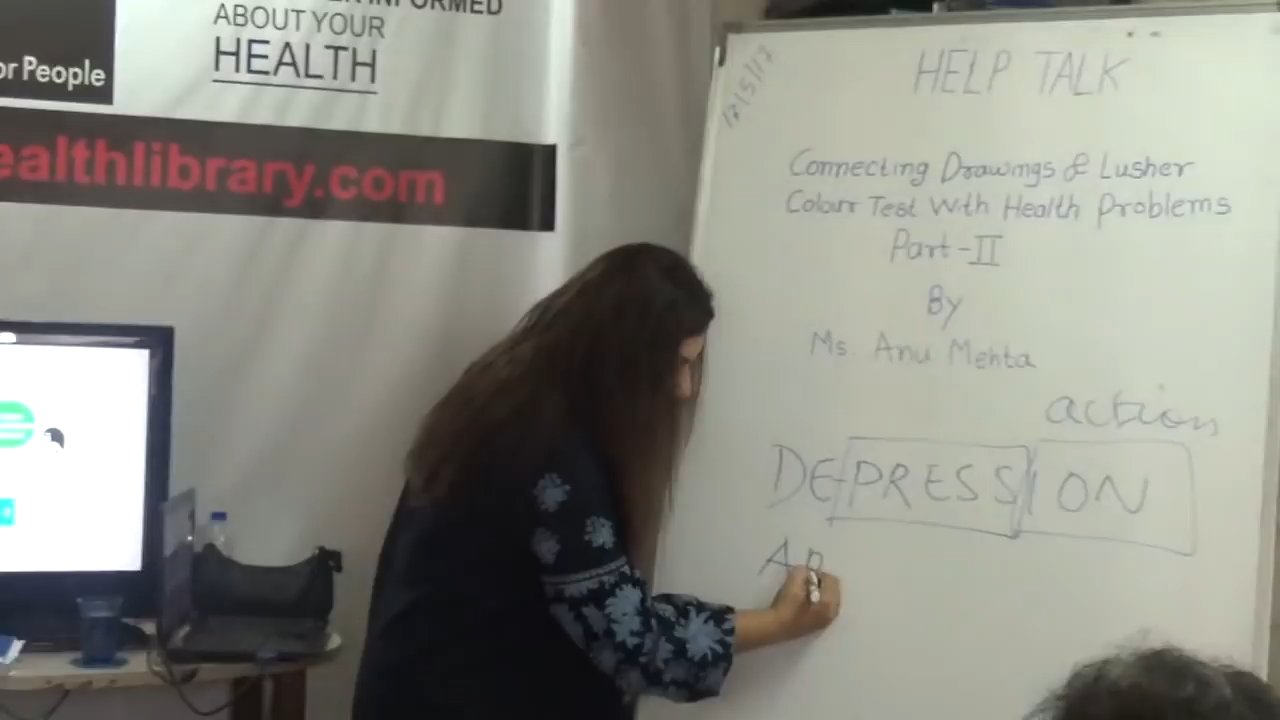 INFORMED
ABOUT YOUR
HEALTH
or People
ealthlibrary.com
HELP TALK
Connecting Drawings & Lusher
Colour Test With Health Problems
Part-II
By
Ms Anu Mehta
action
DEPRESSION
A